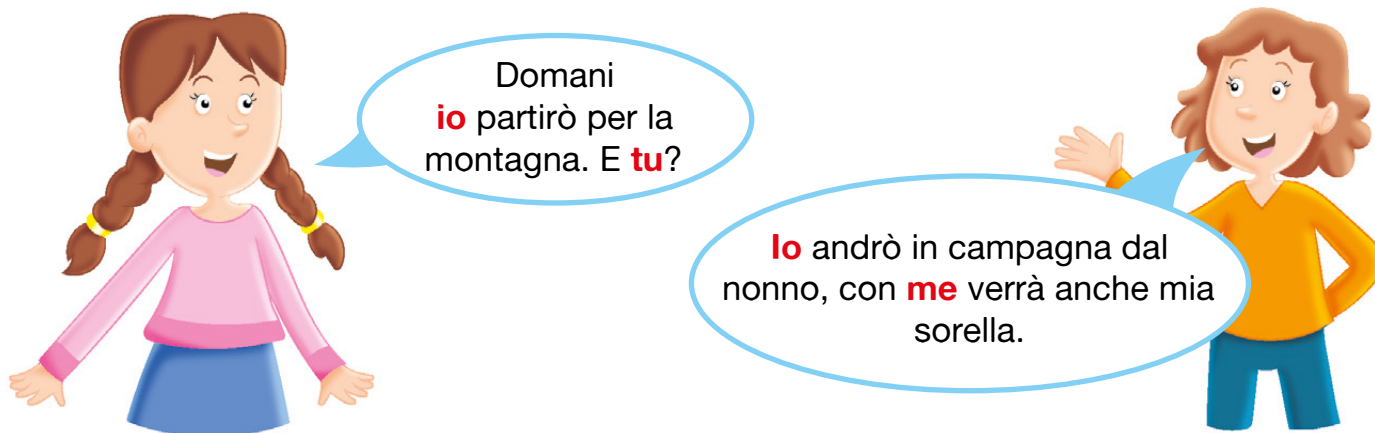 Domani
io partirò per la
montagna. E tu?
Io andrò in campagna dal
nonno, con me verrà anche mia
sorella.